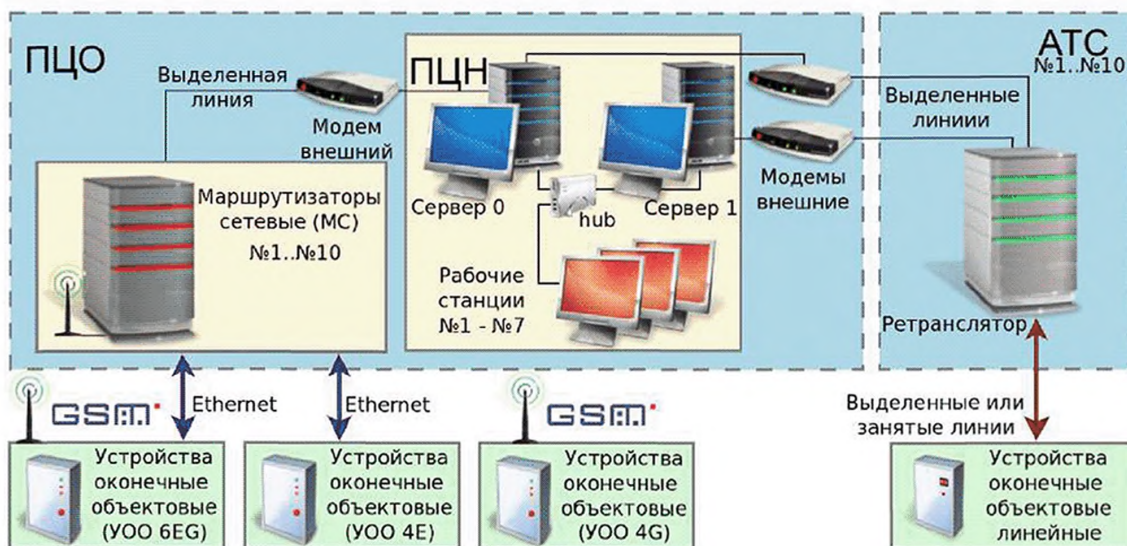 ПЦО
Выделенная
линия
Модем
внешний
ПЦН
Сервер 0
hub
Сервер 1
Рабочие
станции
№1 - №7
Маршрутизаторы
сетевые (МС)
№1..№10
Модемы
внешние
АТС
№1..№10
Выделенные
линиии
Ретранслятор
GSM
Ethernet
Ethernet
GSM
Выделенные или
занятые линии
Устройства
оконечные
объектовые
(УОО 6EG)
Устройства
оконечные
объектовые
(УОО 4E)
Устройства
оконечные
объектовые
(УОО 4G)
Устройства
оконечные
объектовые
линейные